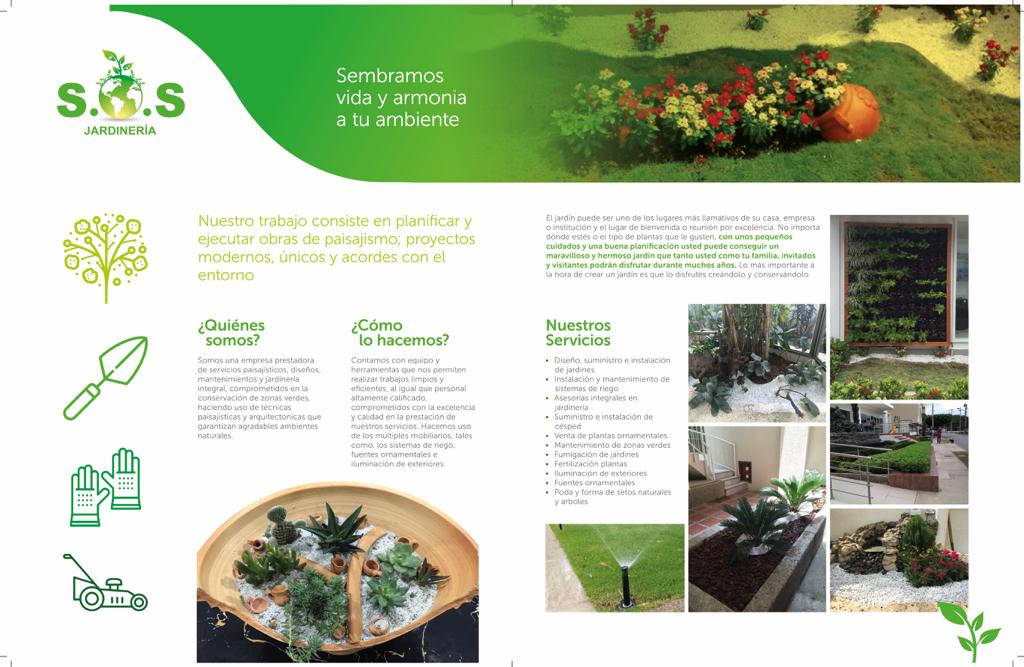 S.O.S
JARDINERÍA
Sembramos
vida y armonia
a tu ambiente
Nuestro trabajo consiste en planificar y
ejecutar obras de paisajismo; proyectos
modernos, únicos y acordes con el
entorno
¿Quiénes
somos?
Somos una empresa prestadora
de servicios paisajísticos, diseños,
mantenimientos y jardinería
integral, comprometidos en la
conservación de zonas verdes,
haciendo uso de técnicas
paisajísticas y arquitectónicas que
garantizan agradables ambientes
naturales.
¿Cómo
lo hacemos?
Contamos con equipo y
herramientas que nos permiten
realizar trabajos limpios y
eficientes, al igual que personal
altamente calificado,
comprometidos con la excelencia
y calidad en la prestación de
nuestros servicios. Hacemos uso
de los múltiples mobiliarios, tales
como, los sistemas de riego,
fuentes ornamentales e
iluminación de exteriores.
El jardín puede ser uno de los lugares más llamativos de su casa, empresa
o institución y el lugar de bienvenida o reunión por excelencia. No importa
dónde estés o el tipo de plantas que le gusten, con unos pequeños
cuidados y una buena planificación usted puede conseguir un
maravilloso y hermoso jardín que tanto usted como tu familia, invitados
y visitantes podrán disfrutar durante muchos años. Lo más importante a
la hora de crear un jardín es que lo disfrutes creándolo y conservándolo.
Nuestros
Servicios
• Diseño, suministro e instalación
de jardines
• Instalación y mantenimiento de
sistemas de riego
• Asesorías integrales en
jardinería
• Suministro e instalación de
césped
• Venta de plantas ornamentales
• Mantenimiento de zonas verdes
• Fumigación de jardines
• Fertilización plantas
• Iluminación de exteriores
• Fuentes ornamentales
• Poda y forma de setos naturales
y arboles